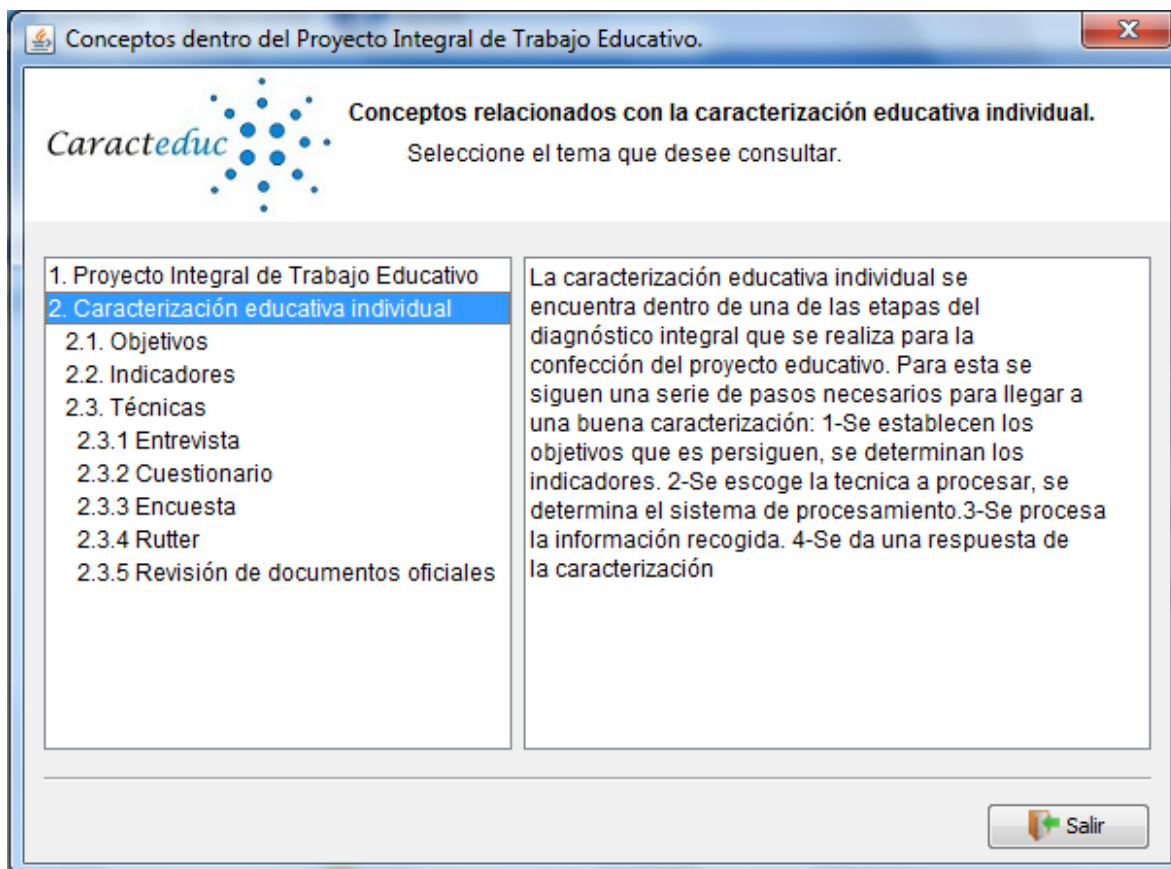 Conceptos dentro del Proyecto Integral de Trabajo Educativo.
Caracteduc
Conceptos relacionados con la caracterización educativa individual.
Seleccione el tema que desee consultar.
1. Proyecto Integral de Trabajo Educativo
2. Caracterización educativa individual
2.1. Objetivos
2.2. Indicadores
2.3. Técnicas
2.3.1 Entrevista
2.3.2 Cuestionario
2.3.3 Encuesta
2.3.4 Rutter
2.3.5 Revisión de documentos oficiales
La caracterización educativa individual se
encuentra dentro de una de las etapas del
diagnóstico integral que se realiza para la
confección del proyecto educativo. Para esta se
siguen una serie de pasos necesarios para llegar a
una buena caracterización: 1-Se establecen los
objetivos que es persiguen, se determinan los
indicadores. 2-Se escoge la tecnica a procesar, se
determina el sistema de procesamiento.3-Se procesa
la información recogida. 4-Se da una respuesta de
la caracterización
Salir